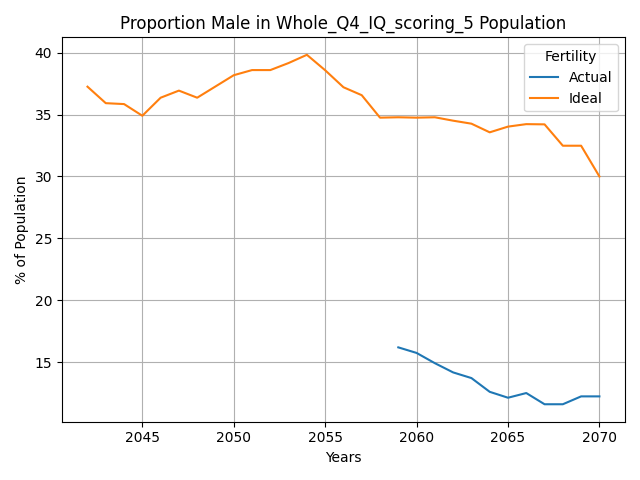 Proportion Male in Whole_Q4_IQ_scoring_5 Population
Fertility
Actual
Ideal
% of Population
40
35
30
25
20
15
2045
2050
2055
2060
2065
2070
Years